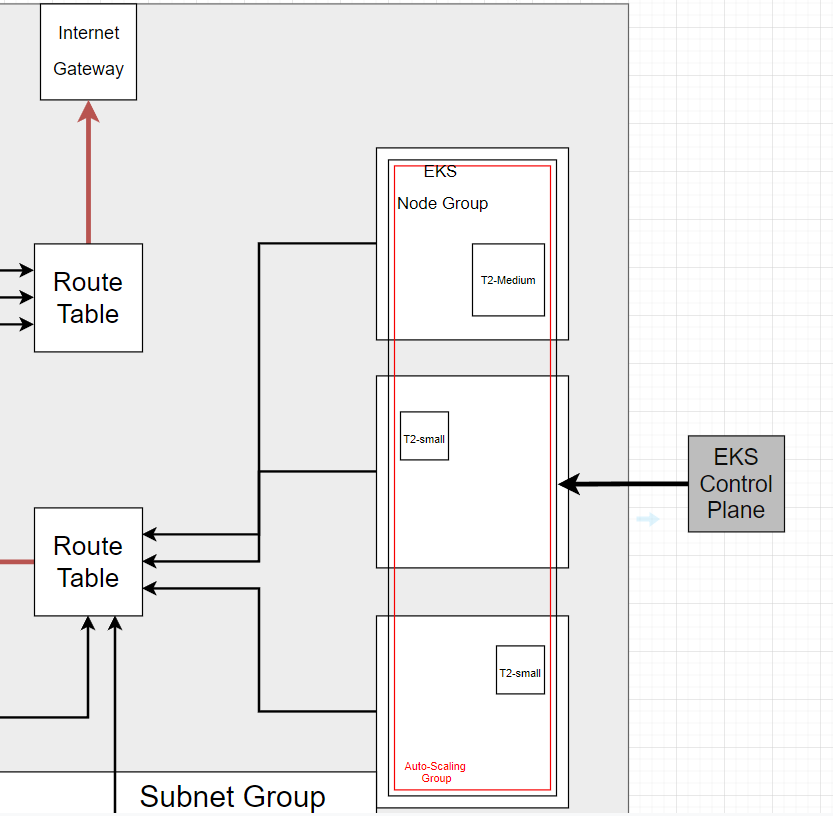 Internet
Gateway
EKS
Node Group
T2-Medium
Route
Table
T2-small
EKS
Control
Plane
Route
Table
T2-small
Auto-Scaling
Group
Subnet Group